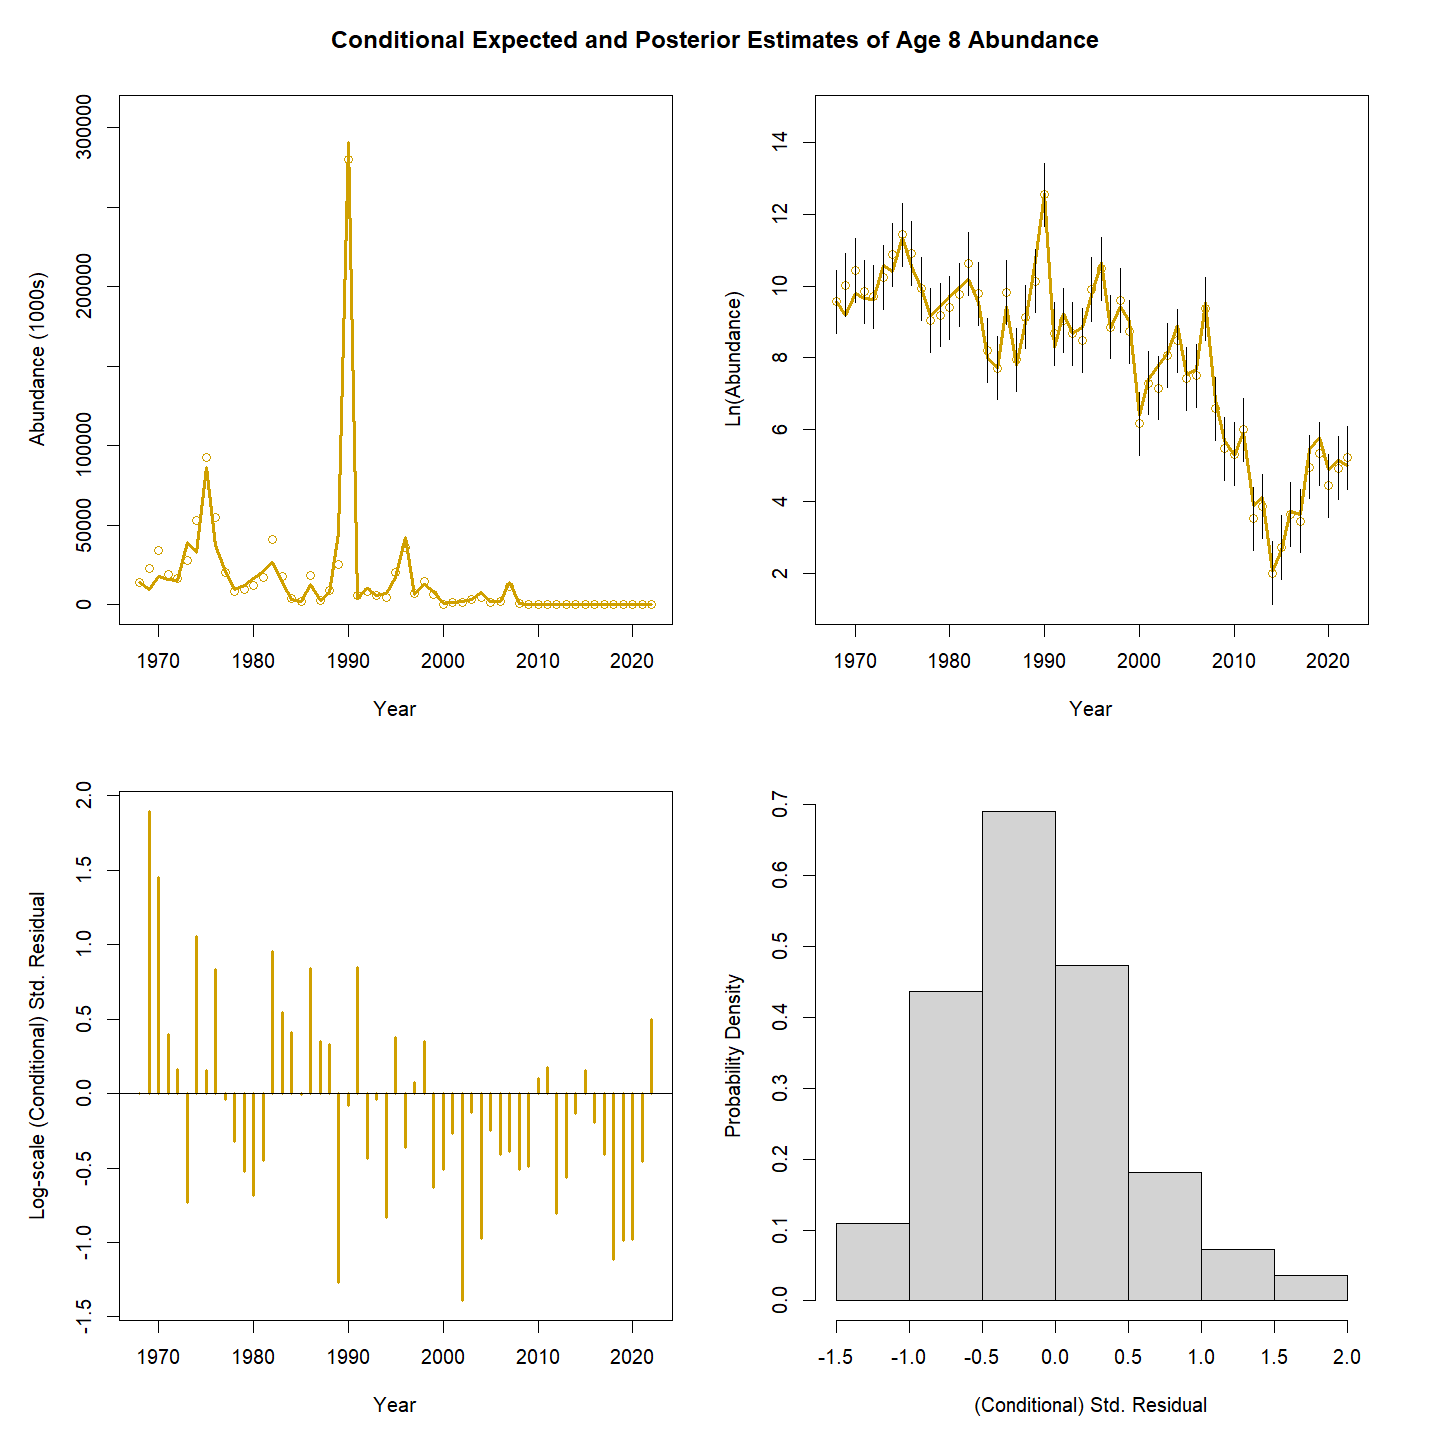 Conditional Expected and Posterior Estimates of Age 8 Abundance
Abundance (1000s)
0
50000
100000
200000
300000
1970 1980 1990 2000 2010 2020
Year
Ln(Abundance)
2
4
6
8
10
12
14
1970 1980 1990 2000 2010 2020
Year
Log-scale (Conditional) Std. Residual
-1.5
-1.0
-0.5
0.0
0.5
1.0
1.5
2.0
1970 1980 1990 2000 2010 2020
Year
Probability Density
0.0
0.1
0.2
0.3
0.4
0.5
0.6
0.7
-1.5 -1.0 -0.5 0.0 0.5 1.0 1.5 2.0
(Conditional) Std. Residual